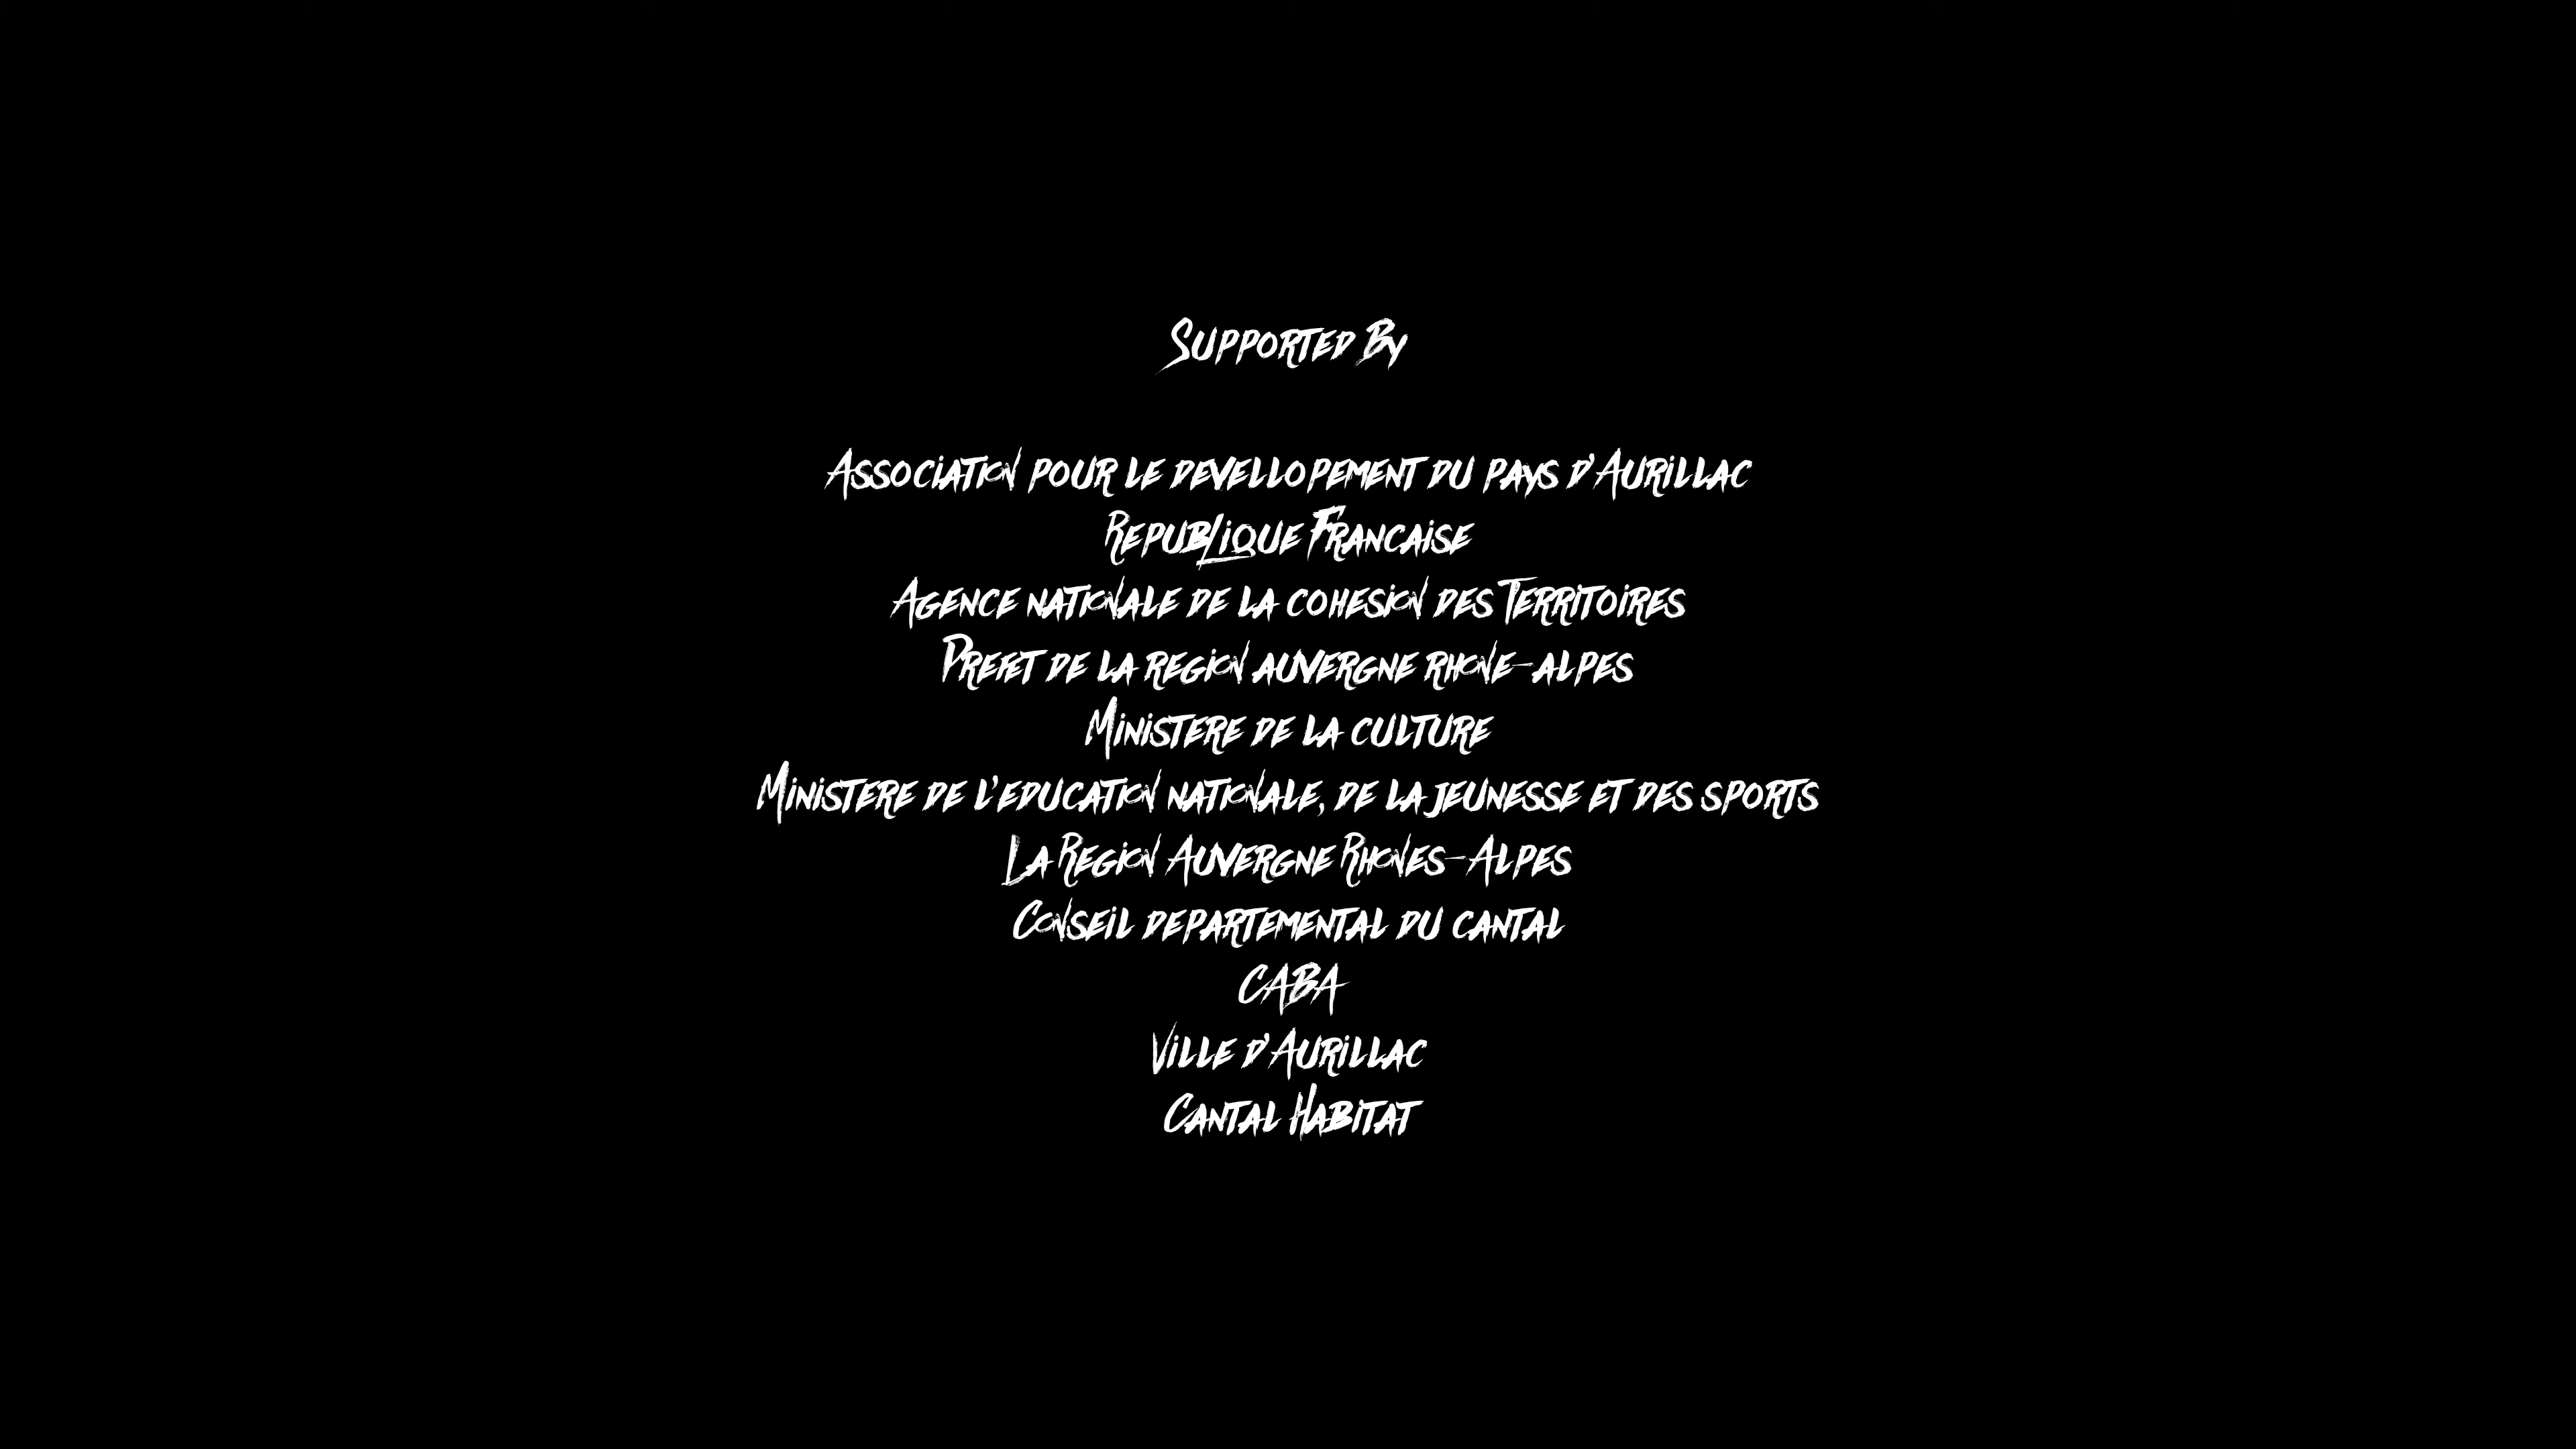 Supported By
Association pour le devellopement du pays d'Aurillac
Republique Francaise
Agence nationale de la cohesion des Territoires
Prefet de la region auvergne rhone-alpes
Ministere de la culture
Ministere de l'education nationale, de la jeunesse et des sports
La Region Auvergne Rhones-Alpes
Conseil departemental du cantal
CABA
Ville d'Aurillac
Cantal Habitat